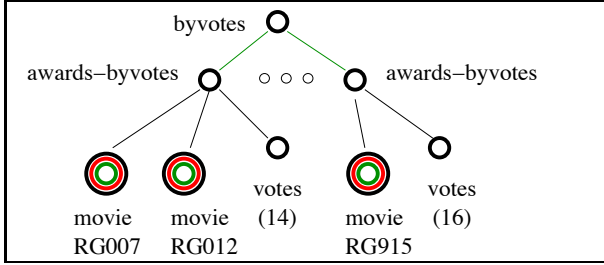 byvotes
awards−byvotes
awards−byvotes
movie
RG007
movie
RG012
votes
(14)
movie
RG915
votes
(16)